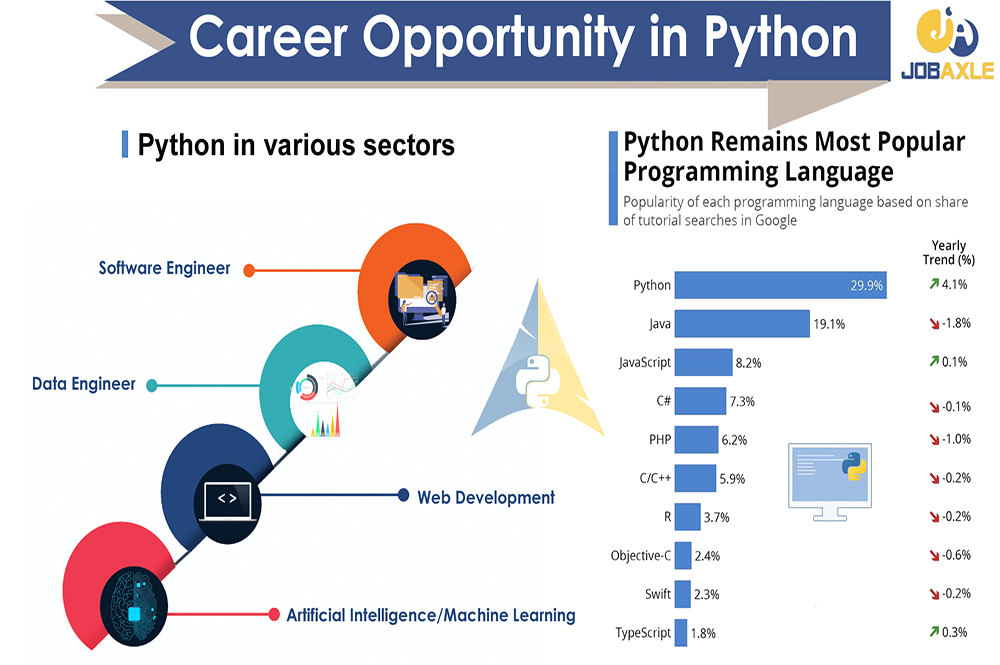 Career Opportunity in Python
JA
JOBAXLE
Python in various sectors
Software Engineer
Data Engineer
Web Development
Artificial Intelligence/Machine Learning
Python Remains Most Popular
Programming Language
Popularity of each programming language based on share
of tutorial searches in Google
Yearly
Trend (%)
Python 29.9% 4.1%
Java 19.1% -1.8%
JavaScript 8.2% 0.1%
C# 7.3% -0.1%
PHP 6.2% -1.0%
C/C++ 5.9% -0.2%
R 3.7% -0.2%
Objective-C 2.4% -0.6%
Swift 2.3% -0.2%
TypeScript 1.8% 0.3%
< >